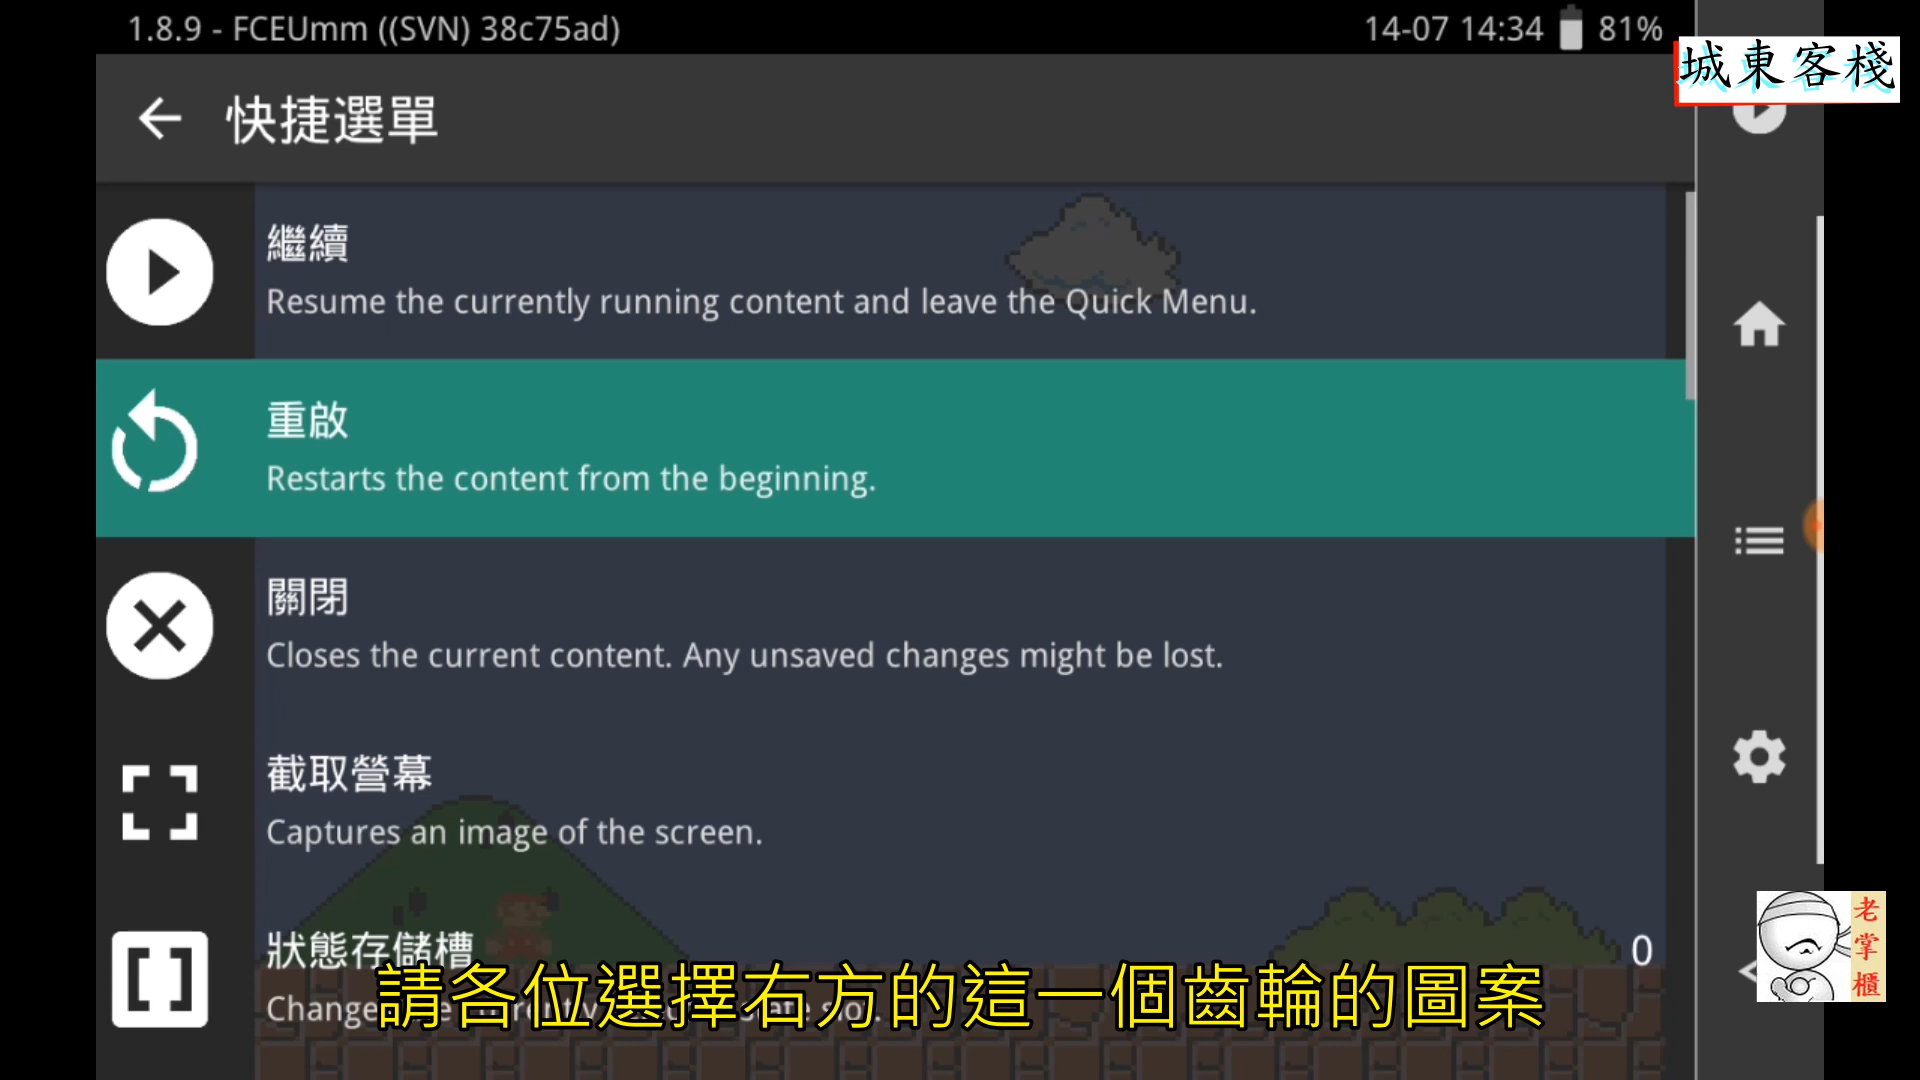 1.8.9 - FCEUmm ((SVN) 38c75ad)
14-07 14:34
81%
城東客棧
快捷選單
繼續
Resume the currently running content and leave the Quick Menu.
重啟
Restarts the content from the beginning.
關閉
Closes the current content. Any unsaved changes might be lost.
截取營幕
Captures an image of the screen.
狀態存儲槽
0
請各位選擇右方的這一個齒輪的圖案
老掌櫃